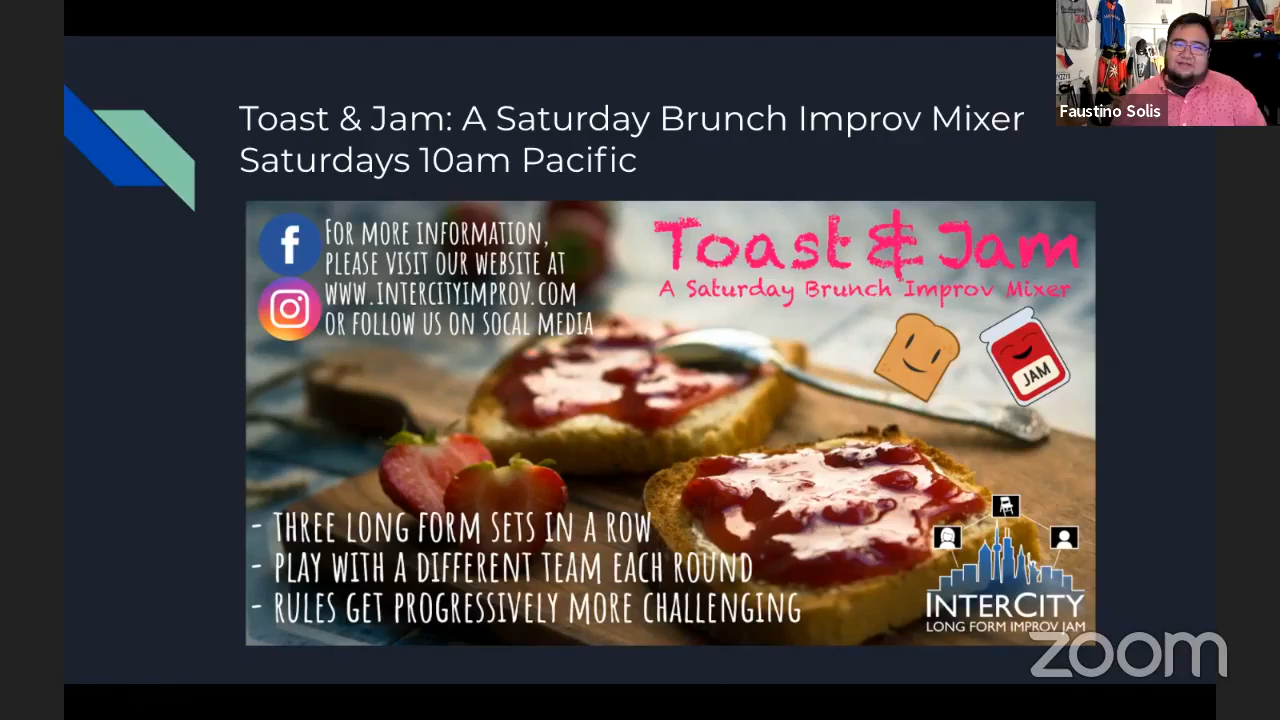 Faustino Solis
Toast & Jam: A Saturday Brunch Improv Mixer
Saturdays 10am Pacific
FOR MORE INFORMATION,
PLEASE VISIT OUR WEBSITE AT
WWW.INTERCITYIMPROV.COM
OR FOLLOW US ON SOCAL MEDIA
Toast & Jam
A Saturday Brunch Improv Mixer
JAM
- THREE LONG FORM SETS IN A ROW
- PLAY WITH A DIFFERENT TEAM EACH ROUND
- RULES GET PROGRESSIVELY MORE CHALLENGING
INTERCITY
LONG FORM IMPROV JAM
zoom